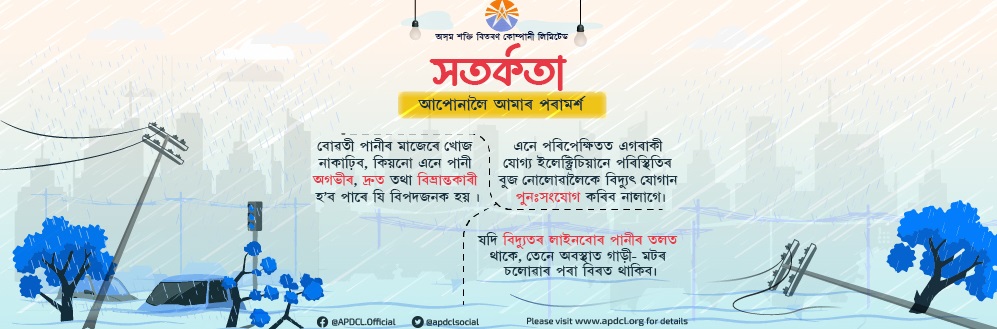 অসম শক্তি বিতৰণ কোম্পানী লিমিটেড
সতৰ্কতা
আপোনালৈ আমাৰ পৰামৰ্শ
বোৱতী পানীৰ মাজেৰে খোজ
নাকাঢ়িব, কিয়নো এনে পানী
অগভীৰ, দ্ৰুত তথা বিভ্ৰান্তকাৰী
হ'ব পাৰে যি বিপদজনক হয় ।
এনে পৰিপেক্ষিতত এগৰাকী
যোগ্য ইলেক্ট্ৰিচিয়ানে পৰিস্থিতিৰ
বুজ নোলোৱালৈকে বিদ্যুৎ যোগান
পুনঃসংযোগ কৰিব নালাগে।
যদি বিদ্যুতৰ লাইনবোৰ পানীৰ তলত
থাকে, তেনে অৱস্থাত গাড়ী- মটৰ
চলোৱাৰ পৰা বিৰত থাকিব।
@APDCL.Official @apdclsocial Please visit www.apdcl.org for details